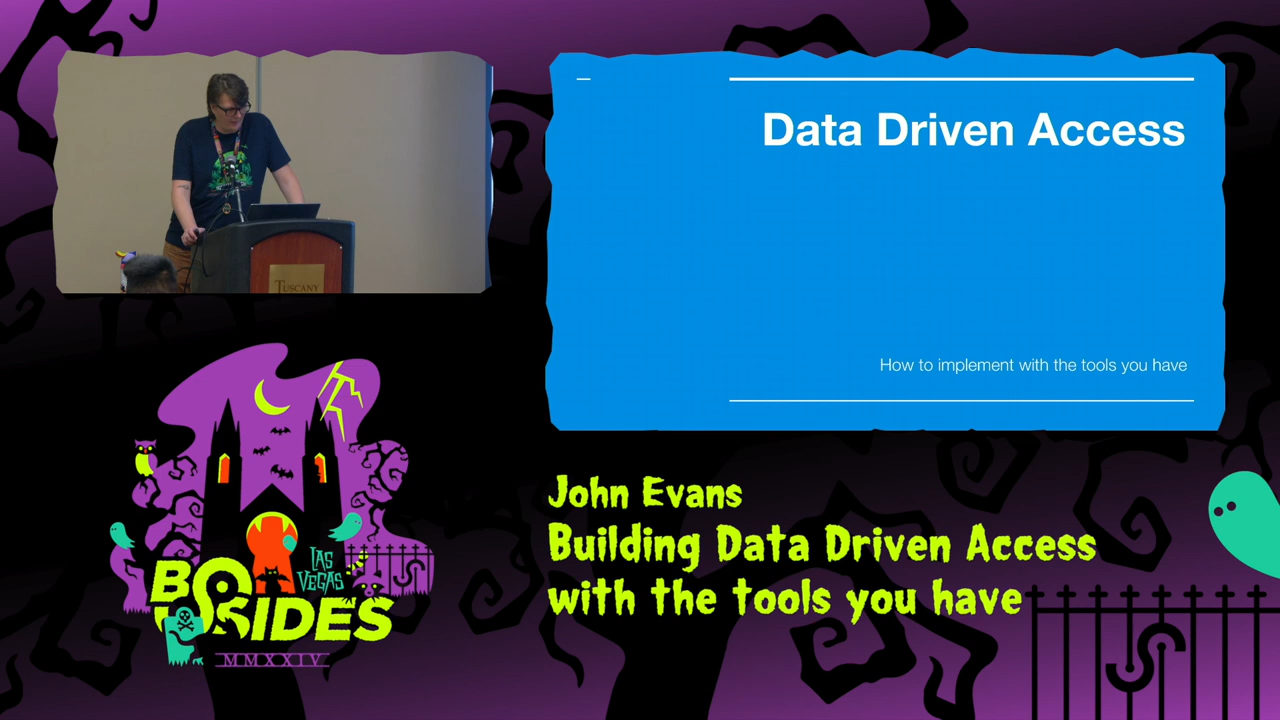 TUSCANY
Data Driven Access
How to implement with the tools you have
John Evans
Building Data Driven Access
with the tools you have
LAS
VEGAS
BSIDES
MMXXIV